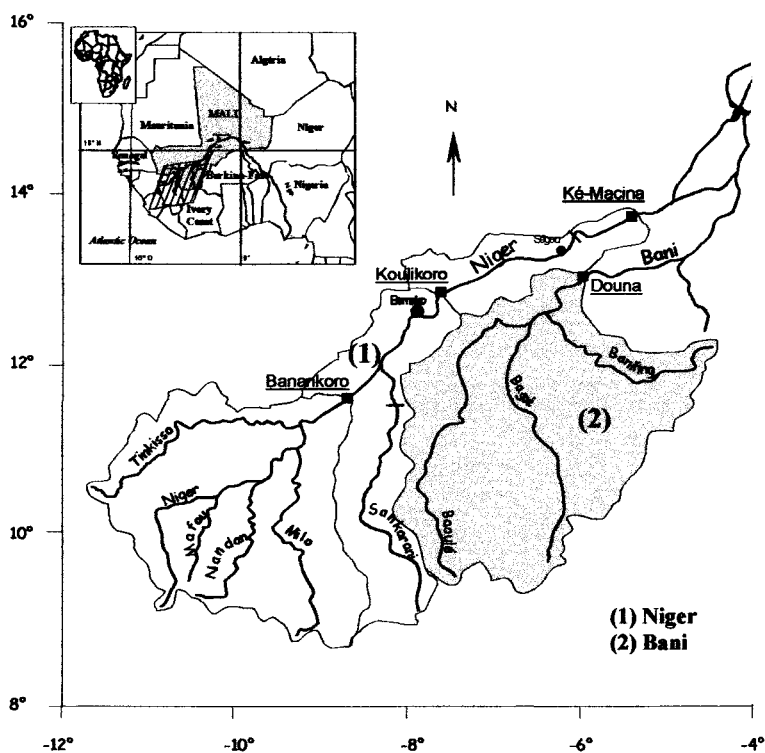 16°
14°
12°
10°
8°
-12°
-10°
-8°
-6°
-4°
Algéria
MALI
Mauritania
Niger
Senegal
Burkina-Faso
Nigeria
Ivory
Coast
Atlantic Ocean
N
Ké-Macina
Ségou
Niger
Bani
Koulikoro
Douna
Bamako
(1)
Banankoro
Banifing
Bagoé
(2)
Tinkisso
Niger
Mafou
Niandan
Milo
Sankarani
Baoulé
(1) Niger
(2) Bani